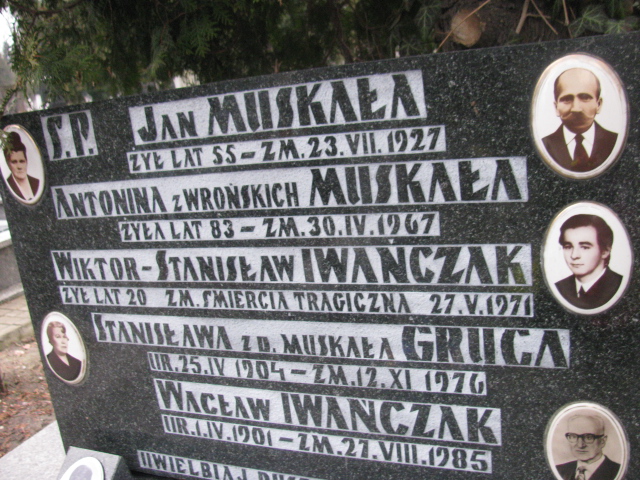 Ś.P. JAN MUSKAŁA
ŻYŁ LAT 55 – ZM. 23.VII.1927
ANTONINA Z WROŃSKICH MUSKAŁA
ŻYŁA LAT 83 – ZM. 30.IV.1967
WIKTOR-STANISŁAW IWAŃCZAK
ŻYŁ LAT 20 ZM. ŚMIERCIĄ TRAGICZNĄ 27.V.1971
STANISŁAWA Z D. MUSKAŁA GRUCA
UR. 25.IV 1904 – ZM. 12.XI 1976
WACŁAW IWAŃCZAK
UR. 1.IV. 1901 – ZM. 27.VIII.1985
UWIELBIAJ